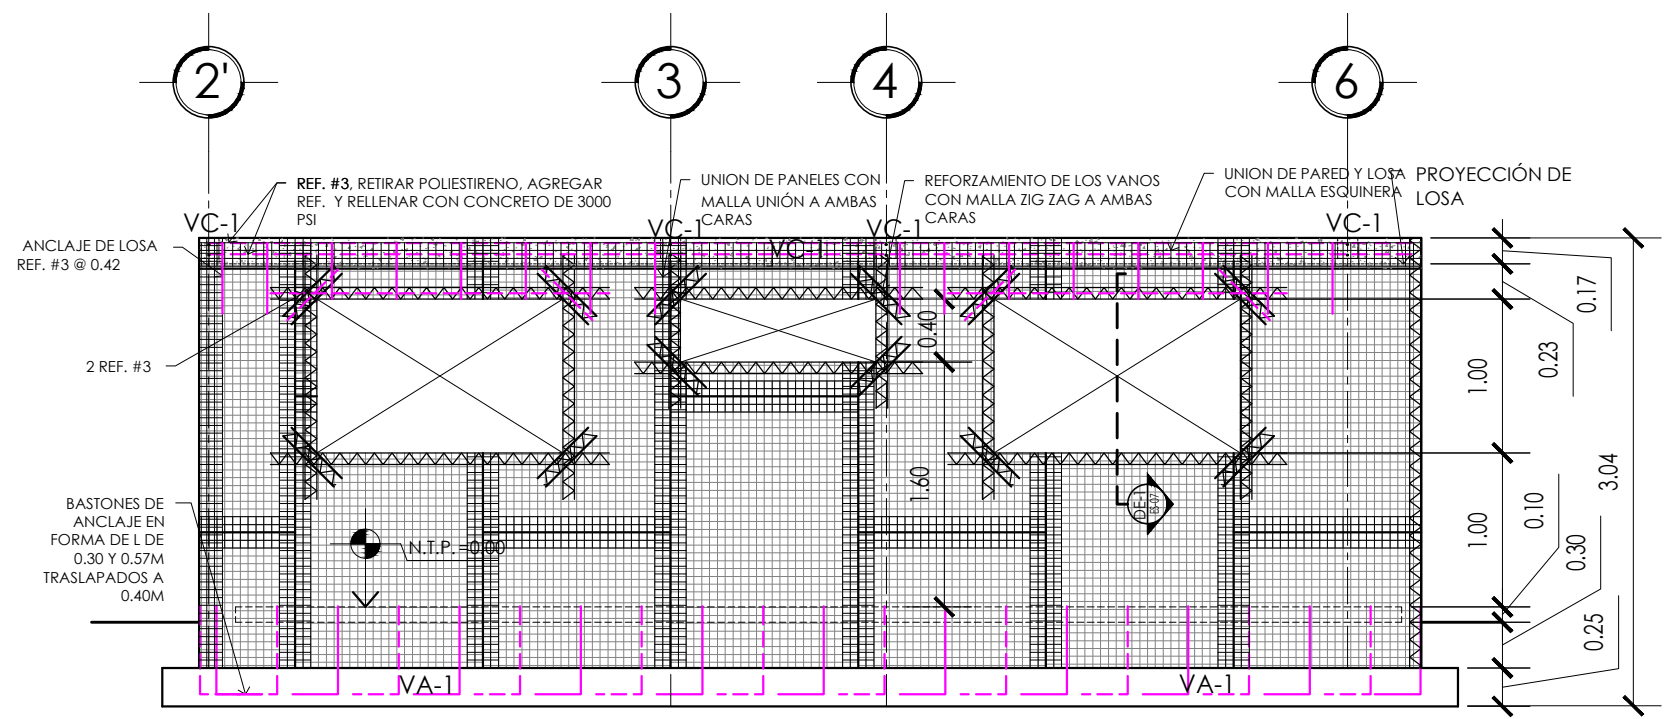 2'
3
4
6
REF. #3, RETIRAR POLIESTIRENO, AGREGAR
REF. Y RELLENAR CON CONCRETO DE 3000
PSI
UNION DE PANELES CON
MALLA UNIÓN A AMBAS
CARAS
REFORZAMIENTO DE LOS VANOS
CON MALLA ZIG ZAG A AMBAS
CARAS
UNION DE PARED Y LOSA
CON MALLA ESQUINERA
PROYECCIÓN DE
LOSA
VC-1
VC-1
VC-1
VC-1
VC-1
ANCLAJE DE LOSA
REF. #3 @ 0.42
2 REF. #3
BASTONES DE
ANCLAJE EN
FORMA DE L DE
0.30 Y 0.57M
TRASLAPADOS A
0.40M
N.T.P. =0.00
0.40
1.60
DE-1
0.17
0.23
1.00
3.04
1.00
0.10
0.30
0.25
VA-1
VA-1